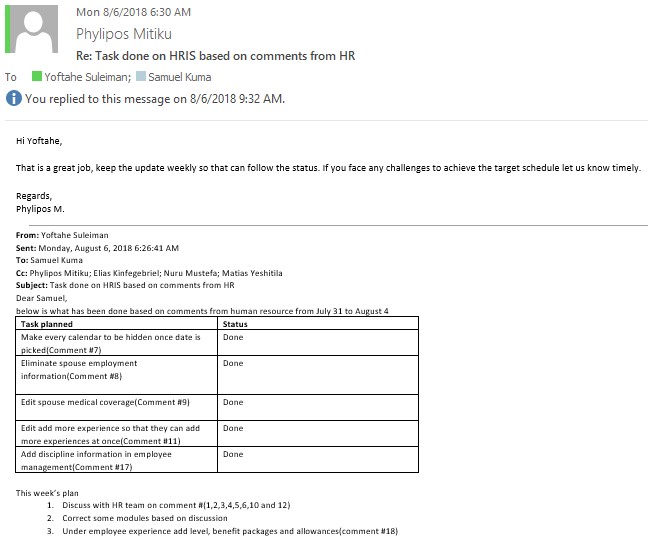 Mon 8/6/2018 6:30 AM
Phylipos Mitiku
Re: Task done on HRIS based on comments from HR
To Yoftahe Suleiman; Samuel Kuma
You replied to this message on 8/6/2018 9:32 AM.
Hi Yoftahe,
That is a great job, keep the update weekly so that can follow the status. If you face any challenges to achieve the target schedule let us know timely.
Regards,
Phylipos M.
From: Yoftahe Suleiman
Sent: Monday, August 6, 2018 6:26:41 AM
To: Samuel Kuma
Cc: Phylipos Mitiku; Elias Kinfegebriel; Nuru Mustefa; Matias Yeshitila
Subject: Task done on HRIS based on comments from HR
Dear Samuel,
below is what has been done based on comments from human resource from July 31 to August 4
Task planned Status
Make every calendar to be hidden once date is Done
picked(Comment #7)
Eliminate spouse employment Done
information(Comment #8)
Edit spouse medical coverage(Comment #9) Done
Edit add more experience so that they can add Done
more experiences at once(Comment #11)
Add discipline information in employee Done
management(Comment #17)
This week's plan
1. Discuss with HR team on comment #(1,2,3,4,5,6,10 and 12)
2. Correct some modules based on discussion
3. Under employee experience add level, benefit packages and allowances(comment #18)